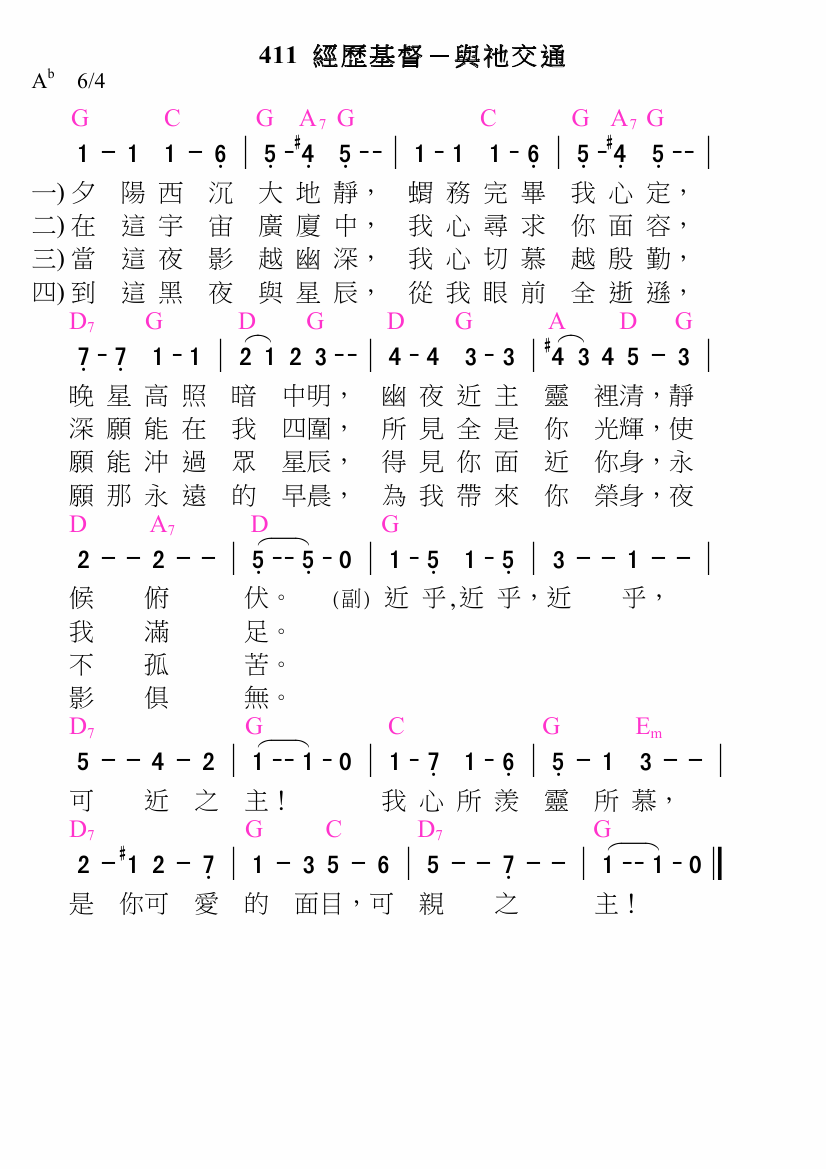 411 經歷基督－與祂交通
A♭ 6/4
G C G A7 G C G A7 G
1 - 1 1 - 6̣ | 5̣ - #4̣ 5̣ - - | 1 - 1 1 - 6̣ | 5̣ - #4̣ 5̣ - - |
一) 夕陽西沉大地靜， 蝟務完畢我心定，
二) 在這宇宙廣廈中， 我心尋求你面容，
三) 當這夜影越幽深， 我心切慕越殷勤，
四) 到這黑夜與星辰， 從我眼前全逝遜，
D7 G D G D G A D G
7̣ - 7̣ 1 - 1 | 2 1 2 3 - - | 4 - 4 3 - 3 | #4 3 4 5 - 3 |
晚星高照暗中明， 幽夜近主靈裡清，靜
深願能在我四圍， 所見全是你光輝，使
願能沖過眾星辰， 得見你面近你身，永
願那永遠的早晨， 為我帶來你榮身，夜
D A7 D G
2 - - 2 - - | 5̣ - - 5̣ - 0 | 1 - 5̣ 1 - 5̣ | 3 - - 1 - - |
候俯伏。 (副) 近乎,近乎，近乎，
我滿足。
不孤苦。
影俱無。
D7 G C G Em
5 - - 4 - 2 | 1 - - 1 - 0 | 1 - 7̣ 1 - 6̣ | 5̣ - 1 3 - - |
可近之主！ 我心所羨靈所慕，
D7 G C D7 G
2 - #1 2 - 7̣ | 1 - 3 5 - 6 | 5 - - 7̣ - - | 1 - - 1 - 0 ‖
是你可愛的面目，可親之主！